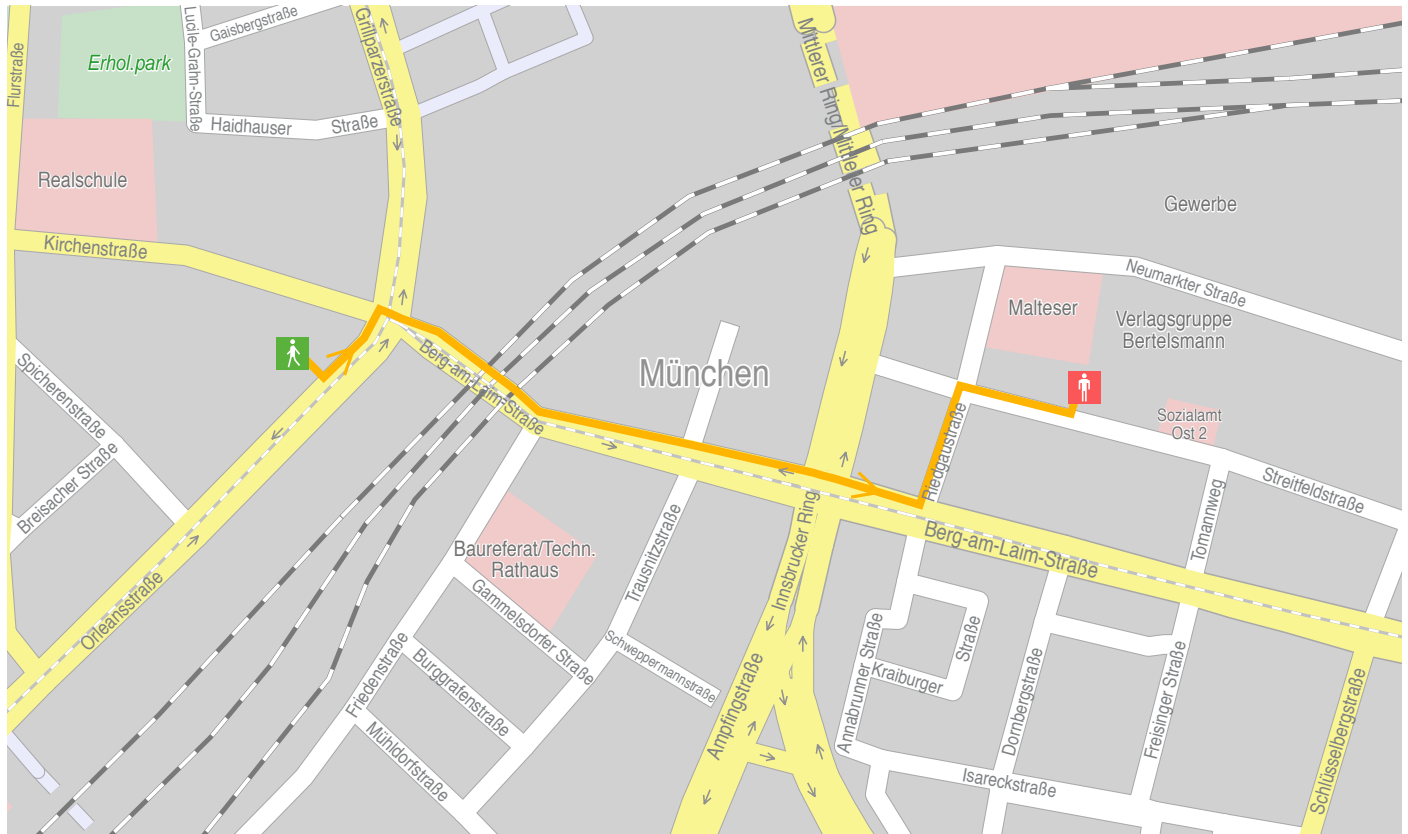 Flurstraße
Erhol.park
Lucile-Grahn-Straße
Gaisbergstraße
Haidhauser
Straße
Grillparzerstraße
Mittlerer Ring/Mittlerer Ring
Realschule
Kirchenstraße
Gewerbe
Neumarkter Straße
Malteser
Verlagsgruppe
Bertelsmann
München
Berg-am-Laim-Straße
Spicherenstraße
Breisacher Straße
Orleansstraße
Riedgaustraße
Sozialamt
Ost 2
Streitfeldstraße
Tomannweg
Innsbrucker Ring
Berg-am-Laim-Straße
Baureferat/Techn.
Rathaus
Trausnitzstraße
Gammelsdorfer Straße
Schweppermannstraße
Friedenstraße
Burggrafenstraße
Mühldorfstraße
Ampfingstraße
Annabrunner Straße
Kraiburger
Straße
Dornbergstraße
Freisinger Straße
Isareckstraße
Schlüsselbergstraße